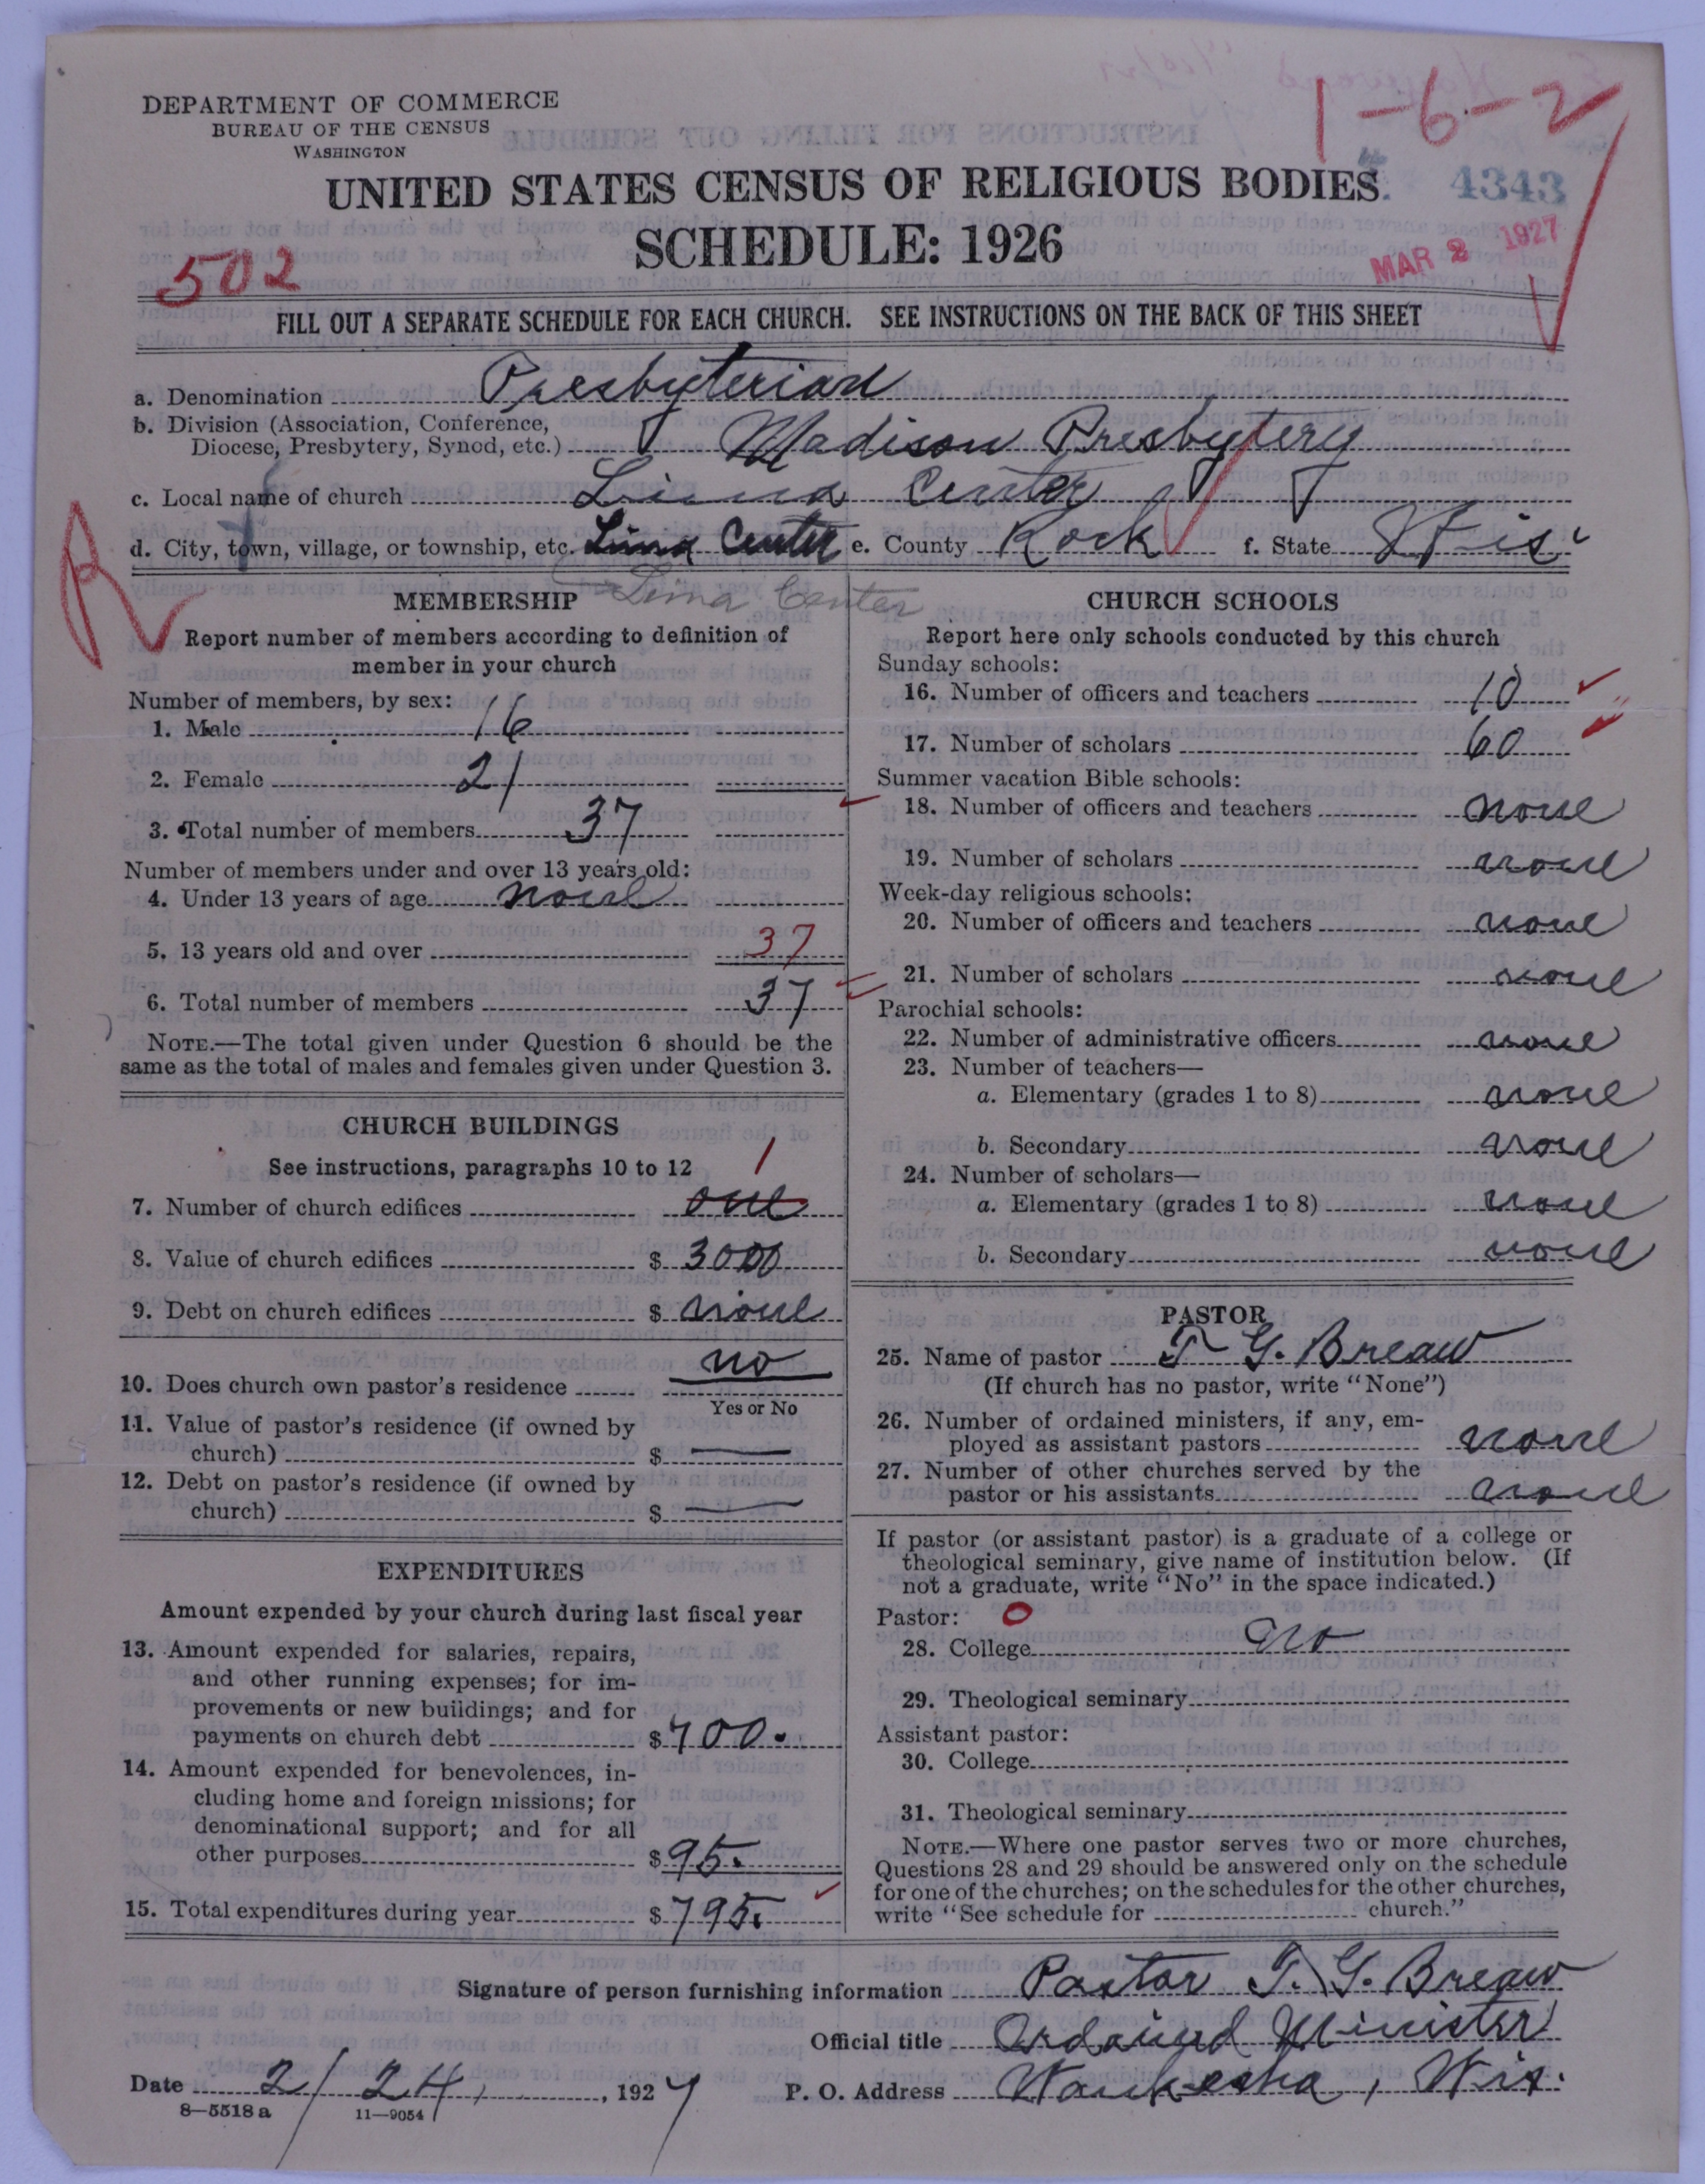 DEPARTMENT OF COMMERCE
BUREAU OF THE CENSUS
WASHINGTON
1-6-2
UNITED STATES CENSUS OF RELIGIOUS BODIES. 4343
SCHEDULE: 1926
MAR 2 1927
502
FILL OUT A SEPARATE SCHEDULE FOR EACH CHURCH. SEE INSTRUCTIONS ON THE BACK OF THIS SHEET
a. Denomination Presbyterian
b. Division (Association, Conference,
Diocese, Presbytery, Synod, etc.) Madison Presbytery
c. Local name of church Lima Center
d. City, town, village, or township, etc. Lima Center e. County Rock f. State Wis.
Lima Center
R
MEMBERSHIP
Report number of members according to definition of
member in your church
Number of members, by sex:
1. Male 16
2. Female 21
3. Total number of members 37
Number of members under and over 13 years old:
4. Under 13 years of age none
5. 13 years old and over 37
6. Total number of members 37
NOTE.—The total given under Question 6 should be the
same as the total of males and females given under Question 3.
CHURCH BUILDINGS
See instructions, paragraphs 10 to 12 1
7. Number of church edifices one
8. Value of church edifices $ 3000
9. Debt on church edifices $ none
10. Does church own pastor's residence no
Yes or No
11. Value of pastor's residence (if owned by
church) $ —
12. Debt on pastor's residence (if owned by
church) $ —
EXPENDITURES
Amount expended by your church during last fiscal year
13. Amount expended for salaries, repairs,
and other running expenses; for im-
provements or new buildings; and for
payments on church debt $ 700.
14. Amount expended for benevolences, in-
cluding home and foreign missions; for
denominational support; and for all
other purposes $ 95.
15. Total expenditures during year $ 795.
CHURCH SCHOOLS
Report here only schools conducted by this church
Sunday schools:
16. Number of officers and teachers 10
17. Number of scholars 60
Summer vacation Bible schools:
18. Number of officers and teachers none
19. Number of scholars none
Week-day religious schools:
20. Number of officers and teachers none
21. Number of scholars none
Parochial schools:
22. Number of administrative officers none
23. Number of teachers—
a. Elementary (grades 1 to 8) none
b. Secondary none
24. Number of scholars—
a. Elementary (grades 1 to 8) none
b. Secondary none
PASTOR
25. Name of pastor T G. Breaw
(If church has no pastor, write "None")
26. Number of ordained ministers, if any, em-
ployed as assistant pastors none
27. Number of other churches served by the
pastor or his assistants none
If pastor (or assistant pastor) is a graduate of a college or
theological seminary, give name of institution below. (If
not a graduate, write "No" in the space indicated.)
Pastor: O
28. College no
29. Theological seminary
Assistant pastor:
30. College
31. Theological seminary
NOTE.—Where one pastor serves two or more churches,
Questions 28 and 29 should be answered only on the schedule
for one of the churches; on the schedules for the other churches,
write "See schedule for church."
Signature of person furnishing information Pastor T. G. Breaw
Official title Ordained Minister
Date 2/24, 1927 P. O. Address Waukesha, Wis.
8—5518a 11—9054